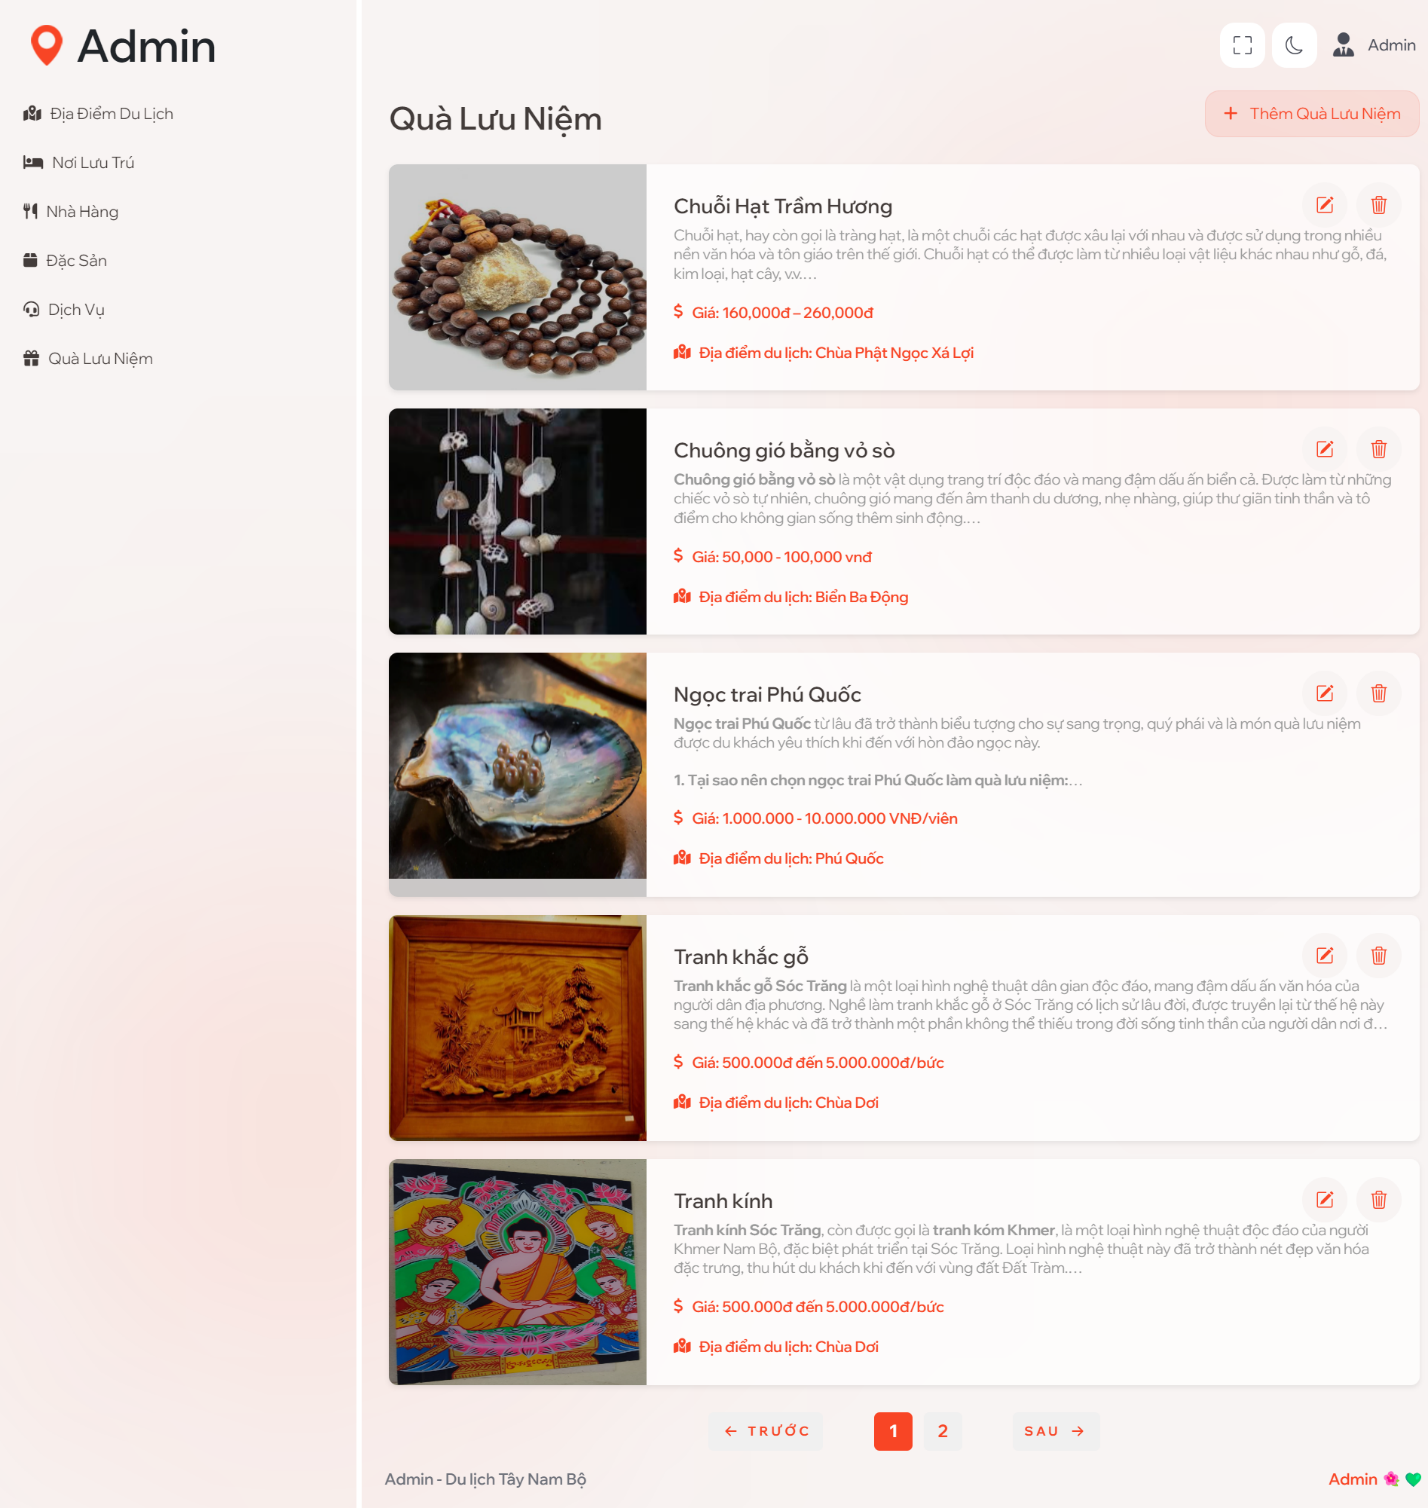 Admin
Địa Điểm Du Lịch
Nơi Lưu Trú
Nhà Hàng
Đặc Sản
Dịch Vụ
Quà Lưu Niệm
Admin
Quà Lưu Niệm
Thêm Quà Lưu Niệm
Chuỗi Hạt Trầm Hương
Chuỗi hạt, hay còn gọi là tràng hạt, là một chuỗi các hạt được xâu lại với nhau và được sử dụng trong nhiều
nền văn hóa và tôn giáo trên thế giới. Chuỗi hạt có thể được làm từ nhiều loại vật liệu khác nhau như gỗ, đá,
kim loại, hạt cây, v.v.…
Giá: 160,000đ – 260,000đ
Địa điểm du lịch: Chùa Phật Ngọc Xá Lợi
Chuông gió bằng vỏ sò
Chuông gió bằng vỏ sò là một vật dụng trang trí độc đáo và mang đậm dấu ấn biển cả. Được làm từ những
chiếc vỏ sò tự nhiên, chuông gió mang đến âm thanh du dương, nhẹ nhàng, giúp thư giãn tinh thần và tô
điểm cho không gian sống thêm sinh động.…
Giá: 50,000 - 100,000 vnđ
Địa điểm du lịch: Biển Ba Động
Ngọc trai Phú Quốc
Ngọc trai Phú Quốc từ lâu đã trở thành biểu tượng cho sự sang trọng, quý phái và là món quà lưu niệm
được du khách yêu thích khi đến với hòn đảo ngọc này.
1. Tại sao nên chọn ngọc trai Phú Quốc làm quà lưu niệm:…
Giá: 1.000.000 - 10.000.000 VNĐ/viên
Địa điểm du lịch: Phú Quốc
Tranh khắc gỗ
Tranh khắc gỗ Sóc Trăng là một loại hình nghệ thuật dân gian độc đáo, mang đậm dấu ấn văn hóa của
người dân địa phương. Nghề làm tranh khắc gỗ ở Sóc Trăng có lịch sử lâu đời, được truyền lại từ thế hệ này
sang thế hệ khác và đã trở thành một phần không thể thiếu trong đời sống tinh thần của người dân nơi đ…
Giá: 500.000đ đến 5.000.000đ/bức
Địa điểm du lịch: Chùa Dơi
Tranh kính
Tranh kính Sóc Trăng, còn được gọi là tranh kóm Khmer, là một loại hình nghệ thuật độc đáo của người
Khmer Nam Bộ, đặc biệt phát triển tại Sóc Trăng. Loại hình nghệ thuật này đã trở thành nét đẹp văn hóa
đặc trưng, thu hút du khách khi đến với vùng đất Đất Tràm.…
Giá: 500.000đ đến 5.000.000đ/bức
Địa điểm du lịch: Chùa Dơi
← TRƯỚC 1 2 SAU →
Admin - Du lịch Tây Nam Bộ
Admin 🌺 💚